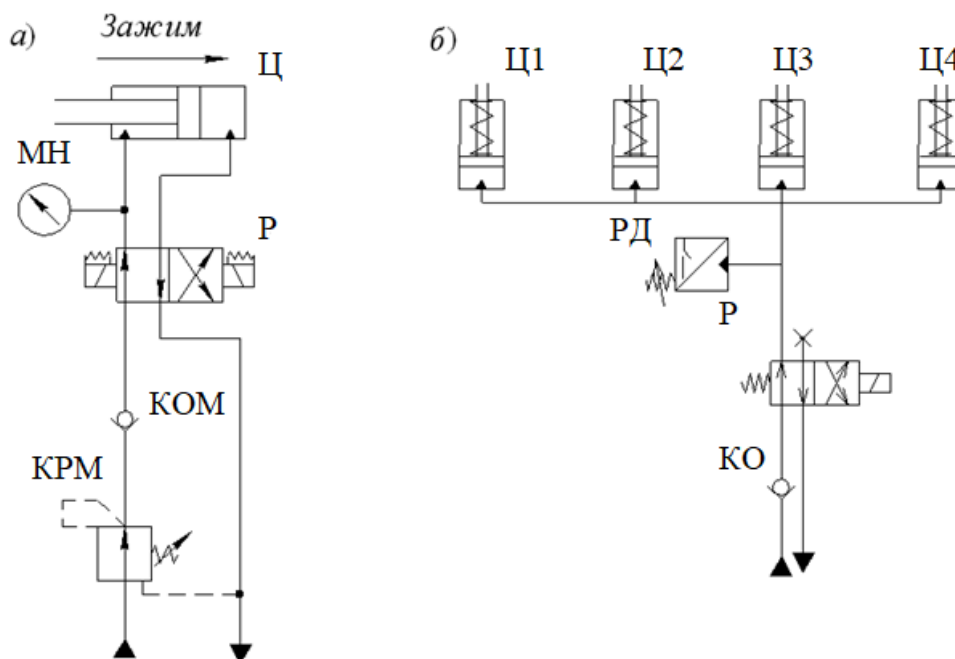 а)
Зажим
Ц
МН
Р
КОМ
КРМ
б)
Ц1 Ц2 Ц3 Ц4
РД
Р
КО